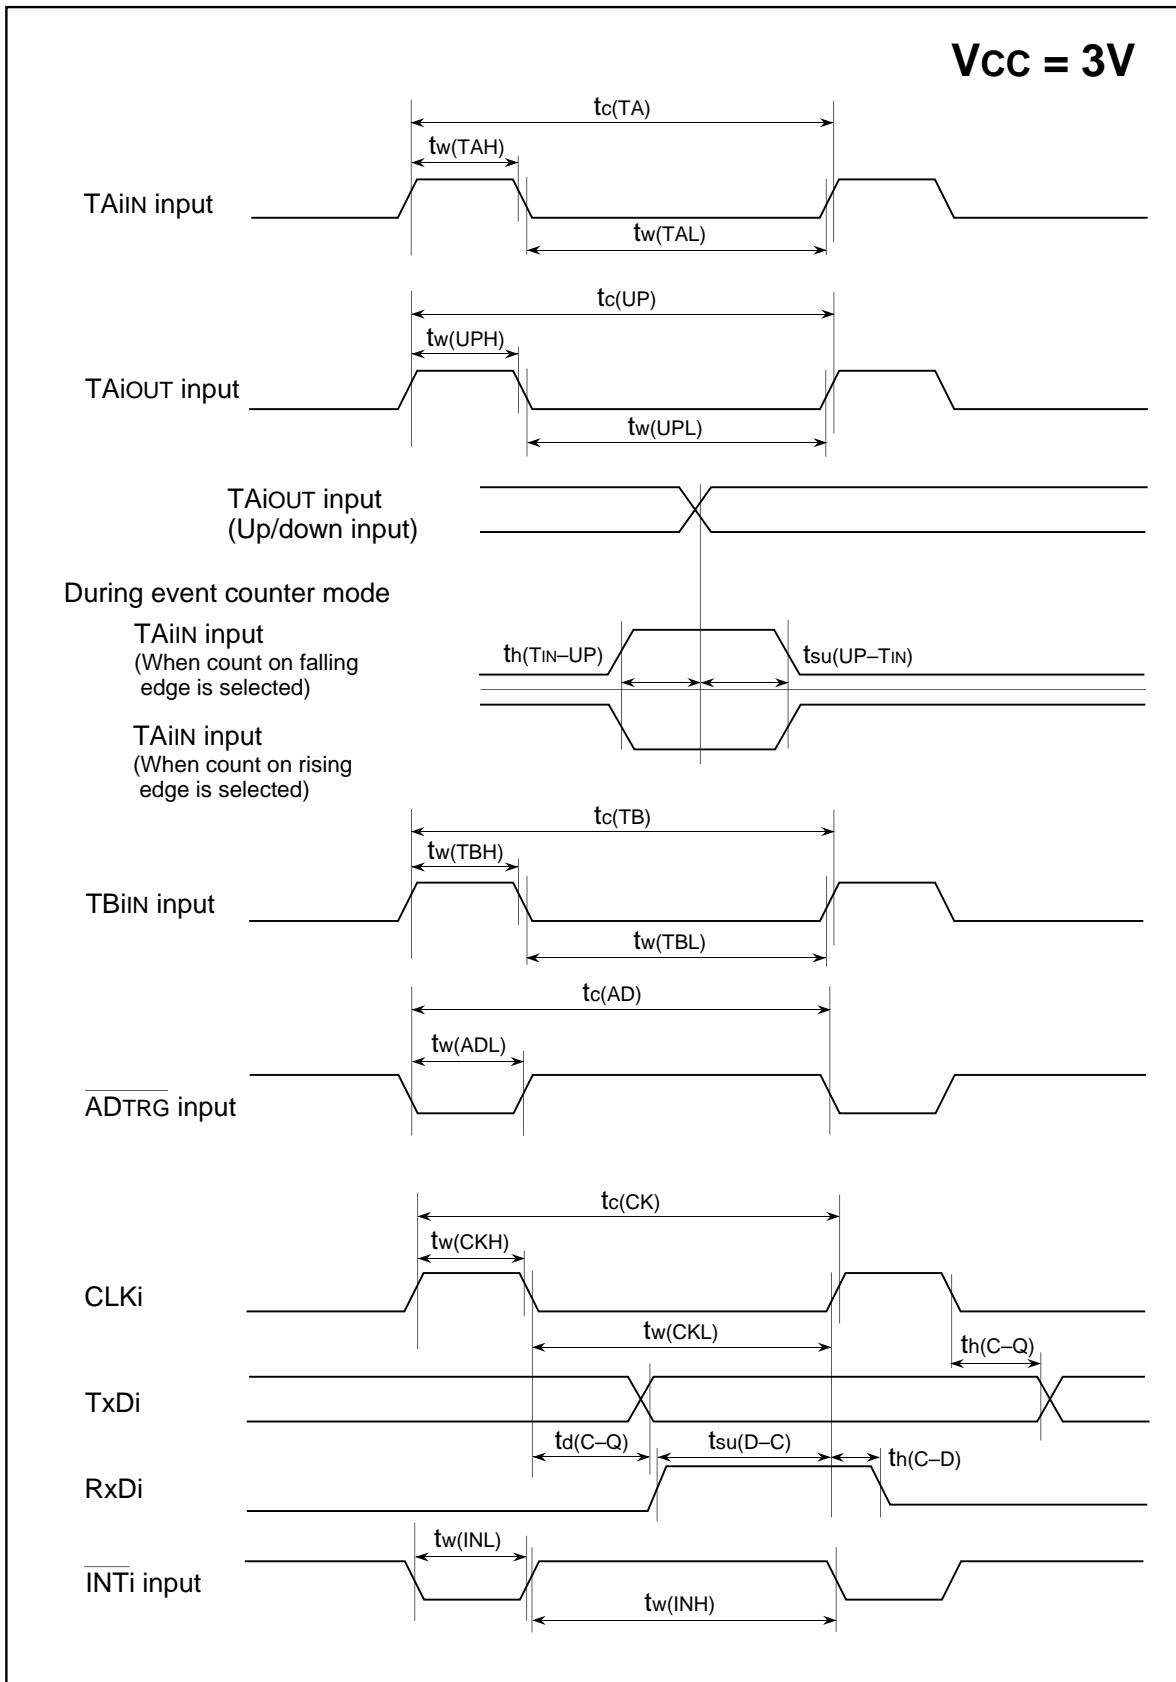 VCC = 3V
tc(TA)
tw(TAH)
TAiIN input
tw(TAL)
tc(UP)
tw(UPH)
TAiOUT input
tw(UPL)
TAiOUT input
(Up/down input)
During event counter mode
TAiIN input
(When count on falling
edge is selected)
th(TIN–UP)
tsu(UP–TIN)
TAiIN input
(When count on rising
edge is selected)
tc(TB)
tw(TBH)
TBiIN input
tw(TBL)
tc(AD)
tw(ADL)
ADTRG input
tc(CK)
tw(CKH)
CLKi
tw(CKL)
th(C–Q)
TxDi
td(C–Q)
tsu(D–C)
th(C–D)
RxDi
tw(INL)
INTi input
tw(INH)